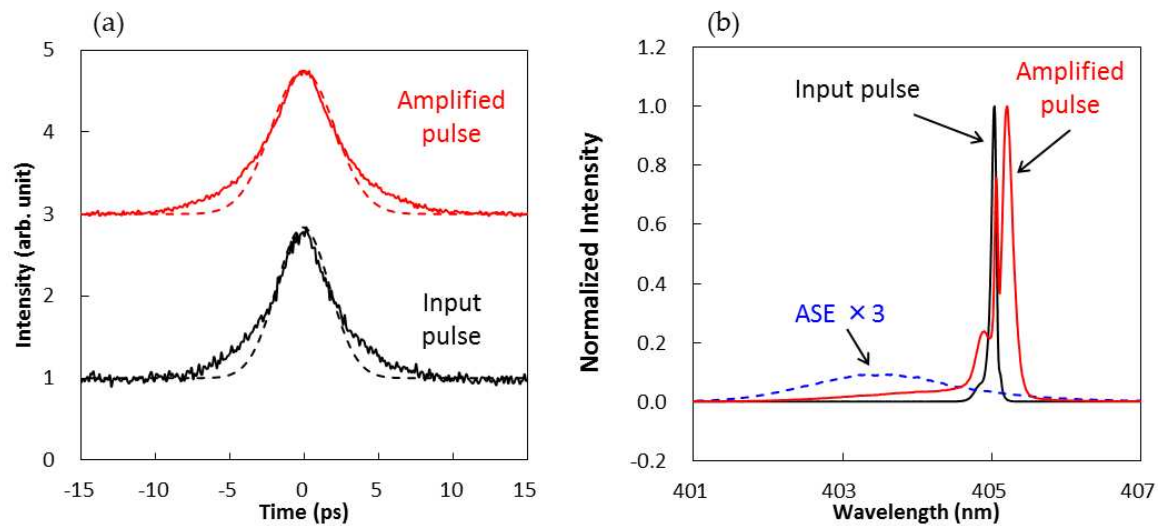 (a)
5
4
3
2
1
0
Intensity (arb. unit)
Amplified
pulse
Input
pulse
-15
-10
-5
0
5
10
15
Time (ps)
(b)
1.2
1.0
0.8
0.6
0.4
0.2
0.0
-0.2
Normalized Intensity
Input pulse
Amplified
pulse
ASE ×3
401
403
405
407
Wavelength (nm)